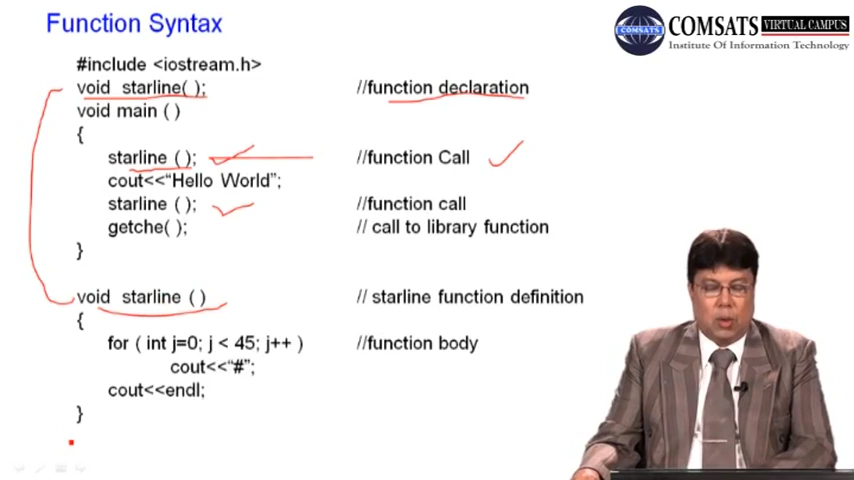 Function Syntax
COMSATS VIRTUAL CAMPUS
COMSATS
Institute Of Information Technology
#include <iostream.h>
void starline( ); //function declaration
void main ( )
{
starline ( ); //function Call
cout<<“Hello World”;
starline ( ); //function call
getche( ); // call to library function
}
void starline ( ) // starline function definition
{
for ( int j=0; j < 45; j++ ) //function body
cout<<“#”;
cout<<endl;
}